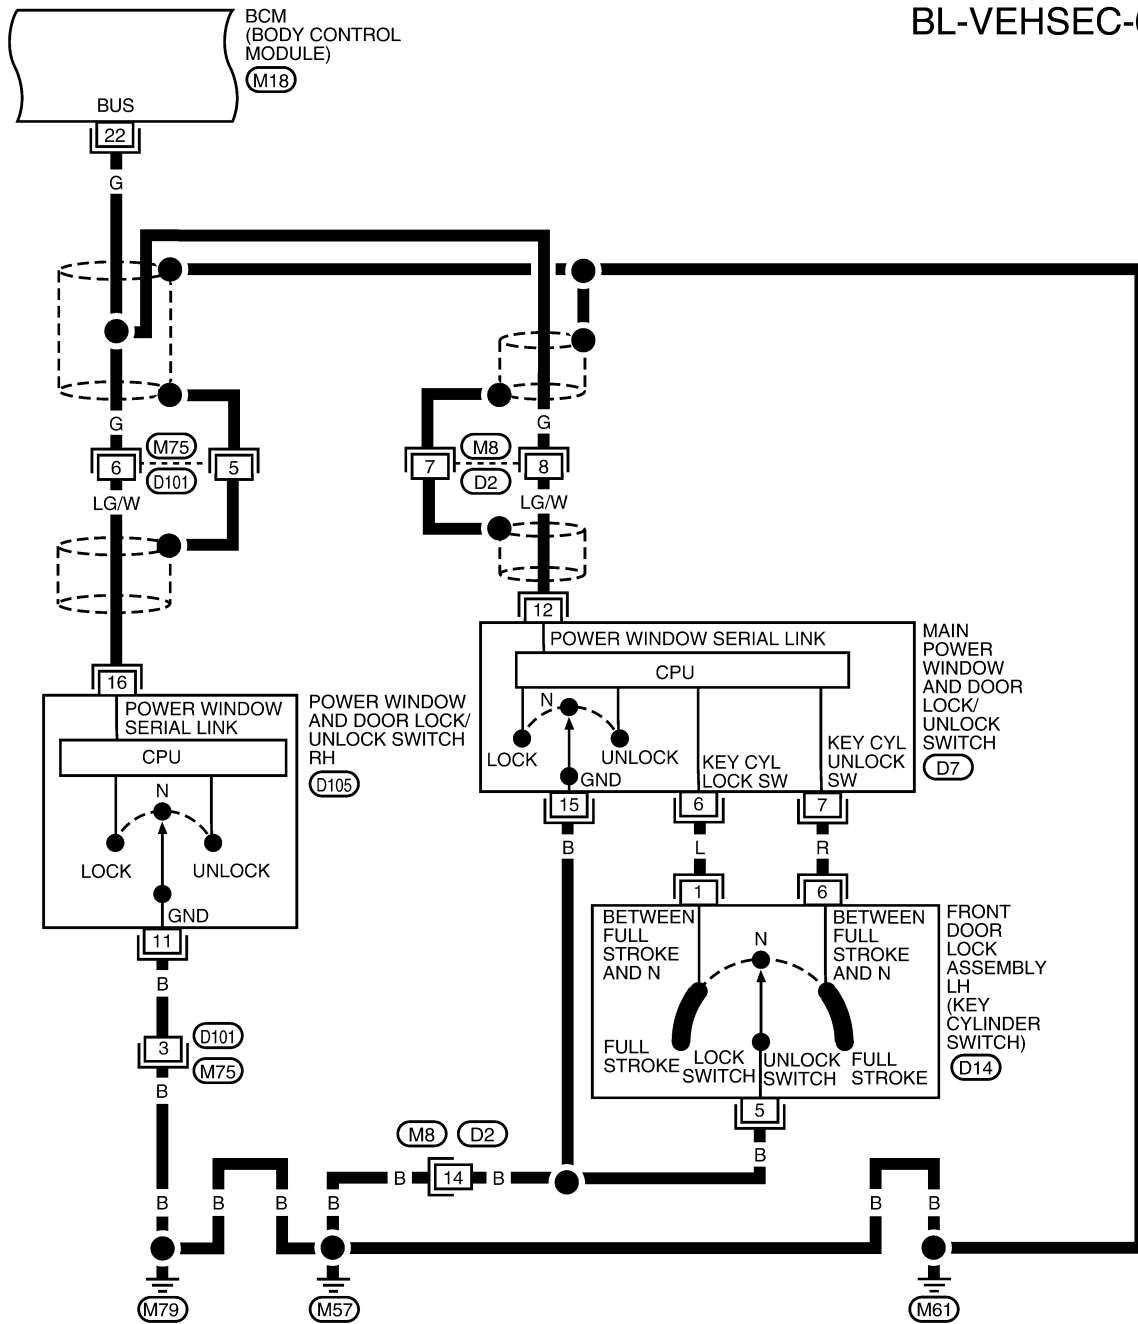 BCM
(BODY CONTROL
MODULE)
M18
BL-VEHSEC-
BUS
22
G
G
G
M75
M8
6
5
7
8
D101
D2
LG/W
LG/W
12
16
POWER WINDOW SERIAL LINK
CPU
N
LOCK
UNLOCK
GND
KEY CYL
LOCK SW
KEY CYL
UNLOCK
SW
MAIN
POWER
WINDOW
AND DOOR
LOCK/
UNLOCK
SWITCH
D7
POWER WINDOW
SERIAL LINK
CPU
N
LOCK
UNLOCK
GND
POWER WINDOW
AND DOOR LOCK/
UNLOCK SWITCH
RH
D105
15
6
7
B
L
R
1
6
11
B
3
D101
M75
B
BETWEEN
FULL
STROKE
AND N
N
BETWEEN
FULL
STROKE
AND N
FULL
STROKE
LOCK
SWITCH
UNLOCK
SWITCH
FULL
STROKE
FRONT
DOOR
LOCK
ASSEMBLY
LH
(KEY
CYLINDER
SWITCH)
D14
5
B
M8
D2
B
14
B
B
B
B
B
B
B
M79
M57
M61